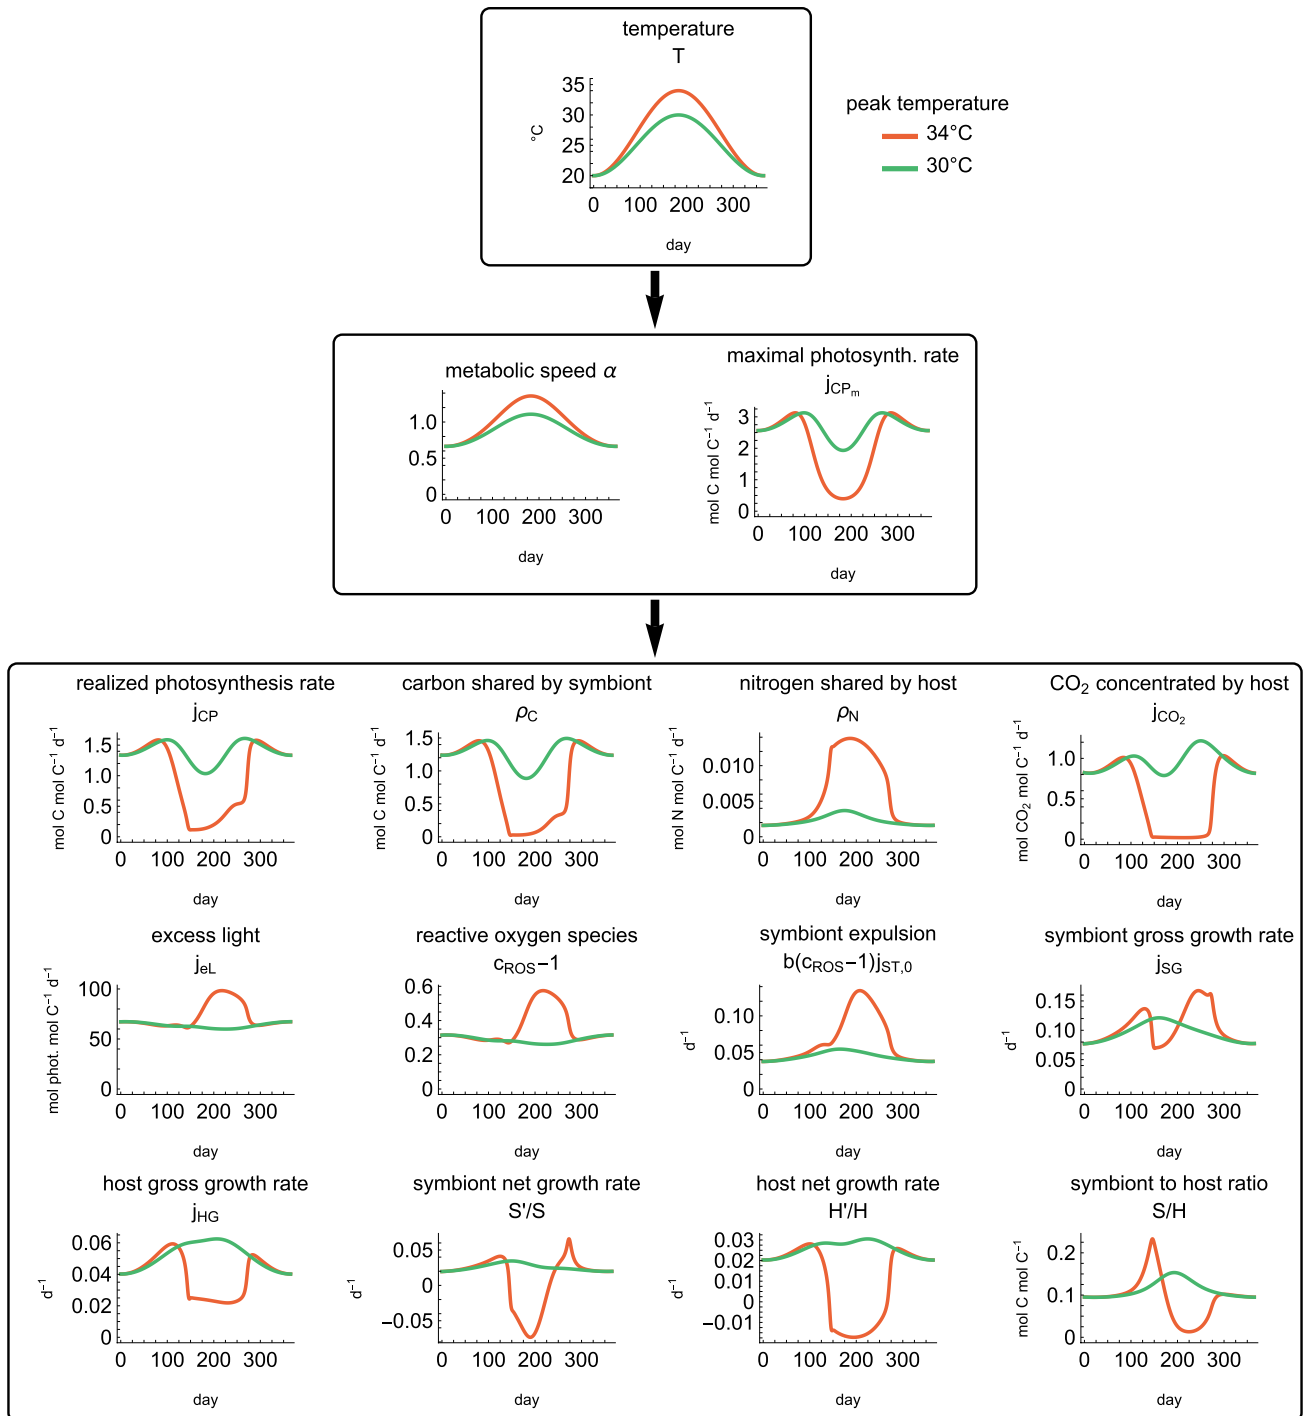 temperature
T
°C
35
30
25
20
0 100 200 300
day
peak temperature
34°C
30°C
metabolic speed α
1.0
0.5
0
0 100 200 300
day
maximal photosynth. rate
jCPm
mol C mol C⁻¹ d⁻¹
3
2
1
0
0 100 200 300
day
realized photosynthesis rate
jCP
mol C mol C⁻¹ d⁻¹
1.5
1.0
0.5
0
0 100 200 300
day
carbon shared by symbiont
ρC
mol C mol C⁻¹ d⁻¹
1.5
1.0
0.5
0
0 100 200 300
day
nitrogen shared by host
ρN
mol N mol C⁻¹ d⁻¹
0.010
0.005
0.000
0 100 200 300
day
CO₂ concentrated by host
jCO₂
mol CO₂ mol C⁻¹ d⁻¹
1.0
0.5
0
0 100 200 300
day
excess light
jeL
mol phot. mol C⁻¹ d⁻¹
100
50
0
0 100 200 300
day
reactive oxygen species
cROS−1
0.6
0.4
0.2
0
0 100 200 300
day
symbiont expulsion
b(cROS−1)jST,0
d⁻¹
0.10
0.05
0
0 100 200 300
day
symbiont gross growth rate
jSG
d⁻¹
0.15
0.10
0.05
0
0 100 200 300
day
host gross growth rate
jHG
d⁻¹
0.06
0.04
0.02
0
0 100 200 300
day
symbiont net growth rate
S'/S
d⁻¹
0.05
0
−0.05
0 100 200 300
day
host net growth rate
H'/H
d⁻¹
0.03
0.02
0.01
0
−0.01
0 100 200 300
day
symbiont to host ratio
S/H
mol C mol C⁻¹
0.2
0.1
0
0 100 200 300
day